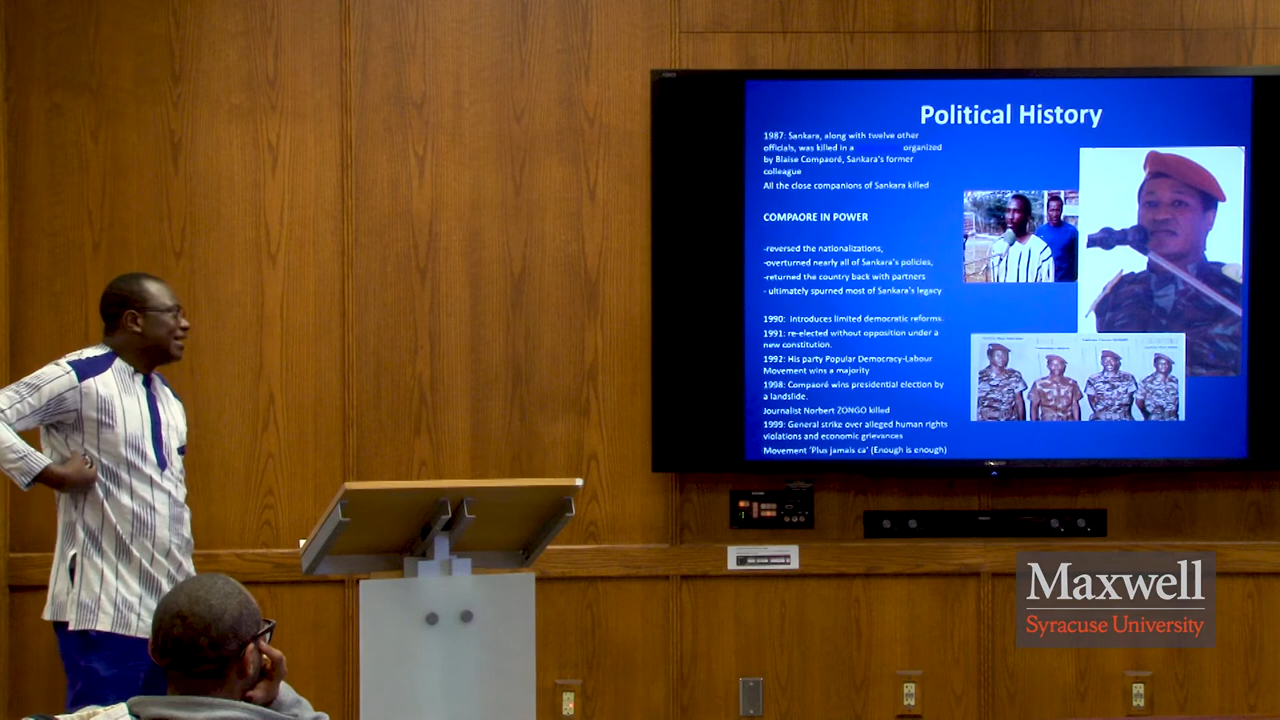 Political History
1987: Sankara, along with twelve other
officials, was killed in a organized
by Blaise Compaoré, Sankara's former
colleague
All the close companions of Sankara killed
COMPAORE IN POWER
-reversed the nationalizations,
-overturned nearly all of Sankara's policies,
-returned the country back with partners
- ultimately spurned most of Sankara's legacy
1990: introduces limited democratic reforms.
1991: re-elected without opposition under a
new constitution.
1992: His party Popular Democracy-Labour
Movement wins a majority
1998: Compaoré wins presidential election by
a landslide.
Journalist Norbert ZONGO killed
1999: General strike over alleged human rights
violations and economic grievances
Movement 'Plus jamais ca' (Enough is enough)
Maxwell
Syracuse University